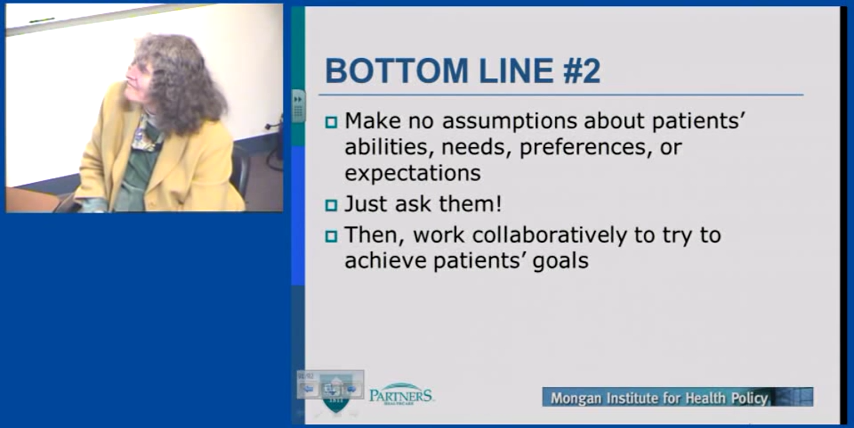 BOTTOM LINE #2
Make no assumptions about patients’
abilities, needs, preferences, or
expectations
Just ask them!
Then, work collaboratively to try to
achieve patients’ goals
PARTNERS
Mongan Institute for Health Policy